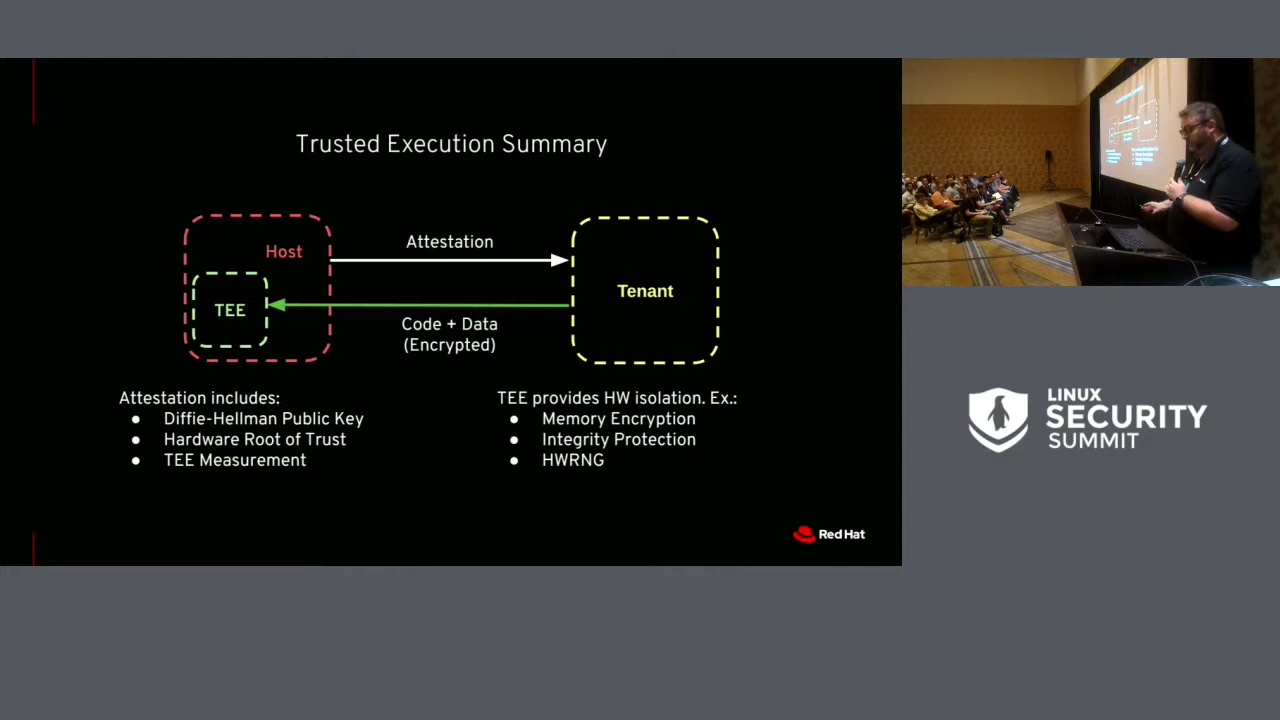 Trusted Execution Summary
Host
Attestation
TEE
Tenant
Code + Data
(Encrypted)
Attestation includes:
● Diffie-Hellman Public Key
● Hardware Root of Trust
● TEE Measurement
TEE provides HW isolation. Ex.:
● Memory Encryption
● Integrity Protection
● HWRNG
Red Hat
LINUX
SECURITY
SUMMIT